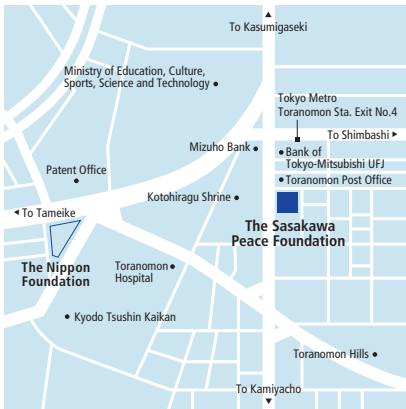 To Kasumigaseki
Ministry of Education, Culture,
Sports, Science and Technology
Tokyo Metro
Toranomon Sta. Exit No.4
To Shimbashi
Mizuho Bank
Bank of
Tokyo-Mitsubishi UFJ
Patent Office
Toranomon Post Office
Kotohiragu Shrine
To Tameike
The Sasakawa
Peace Foundation
The Nippon
Foundation
Toranomon
Hospital
Kyodo Tsushin Kaikan
Toranomon Hills
To Kamiyacho